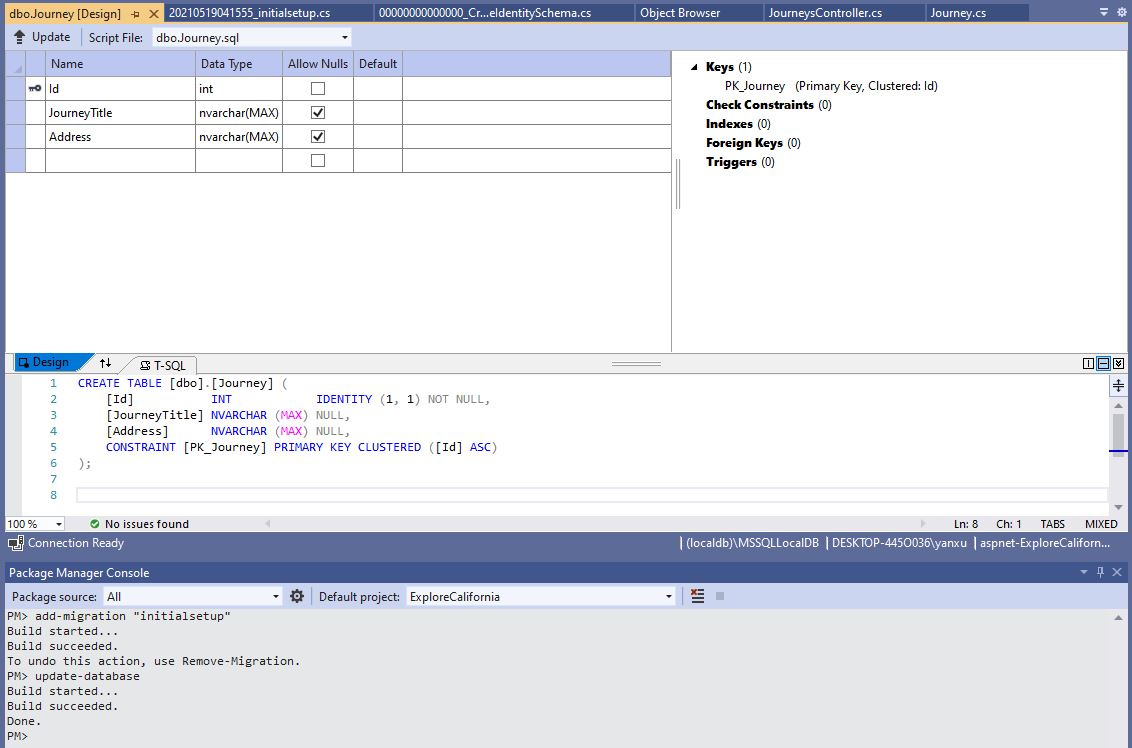 dbo.Journey [Design]
20210519041555_initialsetup.cs
00000000000000_Cr...eIdentitySchema.cs
Object Browser
JourneysController.cs
Journey.cs
Update
Script File:
dbo.Journey.sql
Name Data Type Allow Nulls Default
Id int
JourneyTitle nvarchar(MAX)
Address nvarchar(MAX)
Keys (1)
PK_Journey (Primary Key, Clustered: Id)
Check Constraints (0)
Indexes (0)
Foreign Keys (0)
Triggers (0)
Design
T-SQL
1 CREATE TABLE [dbo].[Journey] (
2 [Id] INT IDENTITY (1, 1) NOT NULL,
3 [JourneyTitle] NVARCHAR (MAX) NULL,
4 [Address] NVARCHAR (MAX) NULL,
5 CONSTRAINT [PK_Journey] PRIMARY KEY CLUSTERED ([Id] ASC)
6 );
7
8
100 % No issues found Ln: 8 Ch: 1 TABS MIXED
Connection Ready | (localdb)\MSSQLLocalDB | DESKTOP-445O036\yanxu | aspnet-ExploreCaliforn...
Package Manager Console
Package source: All Default project: ExploreCalifornia
PM> add-migration "initialsetup"
Build started...
Build succeeded.
To undo this action, use Remove-Migration.
PM> update-database
Build started...
Build succeeded.
Done.
PM>